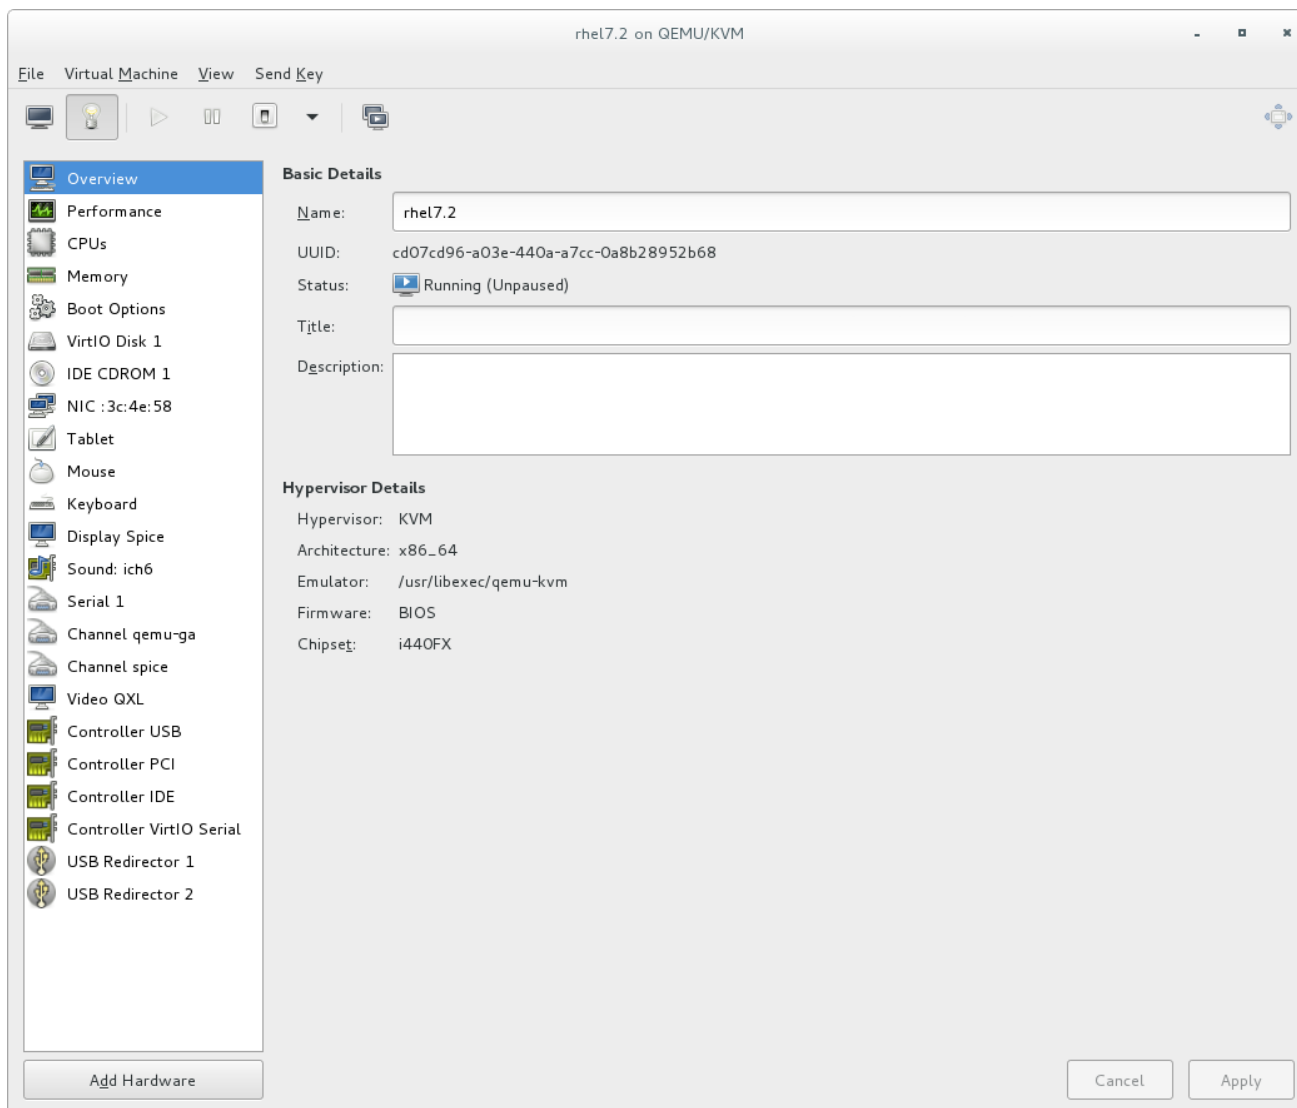 rhel7.2 on QEMU/KVM
File Virtual Machine View Send Key
Overview
Performance
CPUs
Memory
Boot Options
VirtIO Disk 1
IDE CDROM 1
NIC :3c:4e:58
Tablet
Mouse
Keyboard
Display Spice
Sound: ich6
Serial 1
Channel qemu-ga
Channel spice
Video QXL
Controller USB
Controller PCI
Controller IDE
Controller VirtIO Serial
USB Redirector 1
USB Redirector 2
Add Hardware
Basic Details
Name: rhel7.2
UUID: cd07cd96-a03e-440a-a7cc-0a8b28952b68
Status: Running (Unpaused)
Title:
Description:
Hypervisor Details
Hypervisor: KVM
Architecture: x86_64
Emulator: /usr/libexec/qemu-kvm
Firmware: BIOS
Chipset: i440FX
Cancel Apply